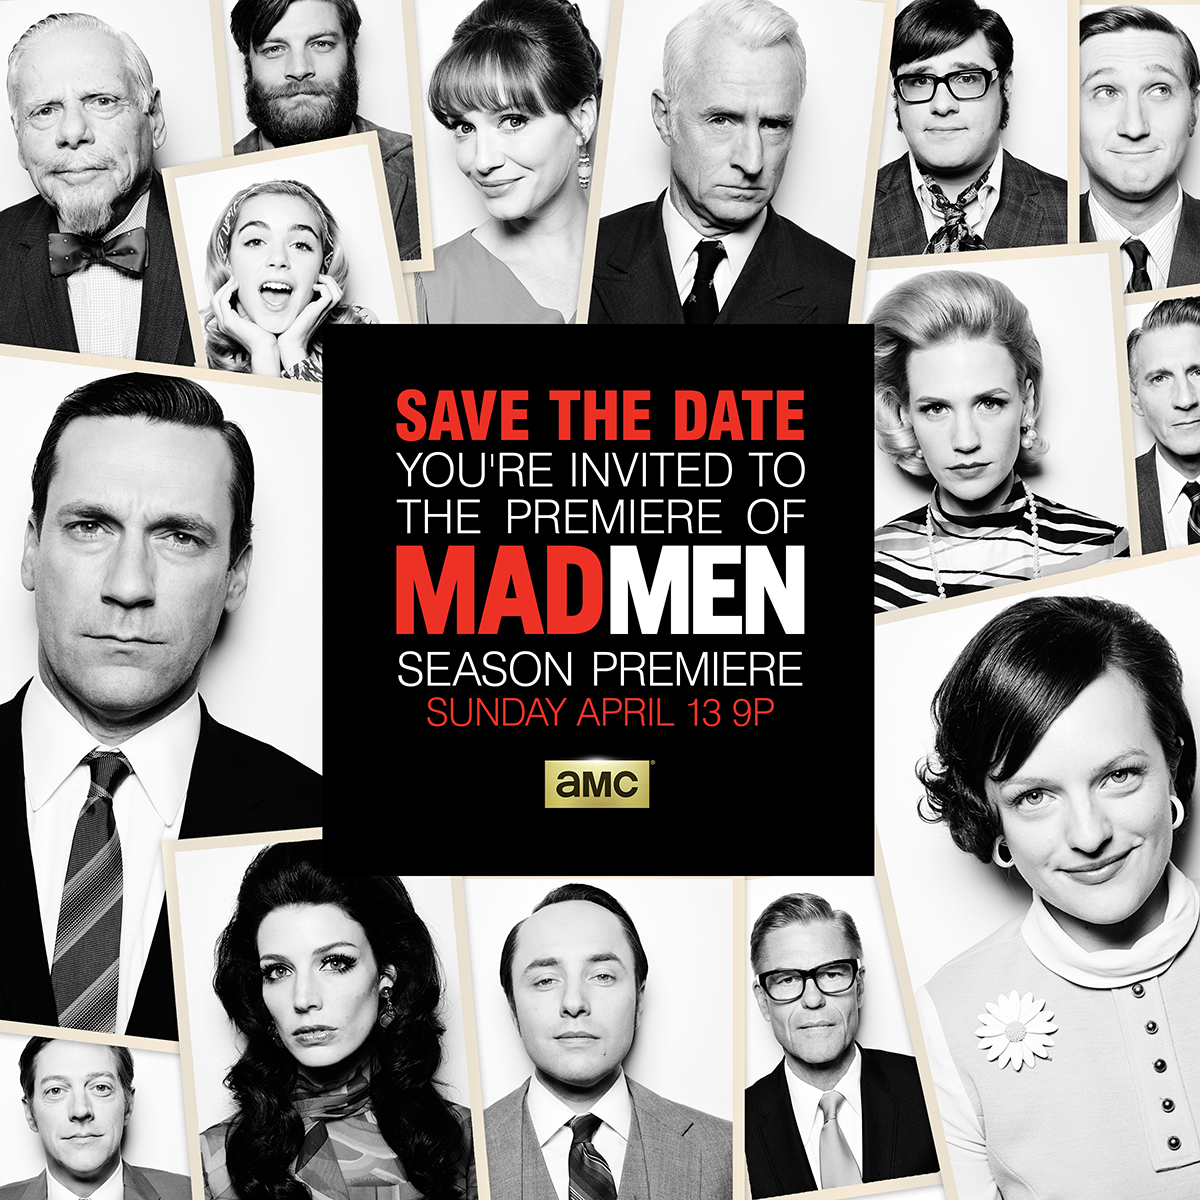 SAVE THE DATE
YOU'RE INVITED TO
THE PREMIERE OF
MADMEN
SEASON PREMIERE
SUNDAY APRIL 13 9P
aMC